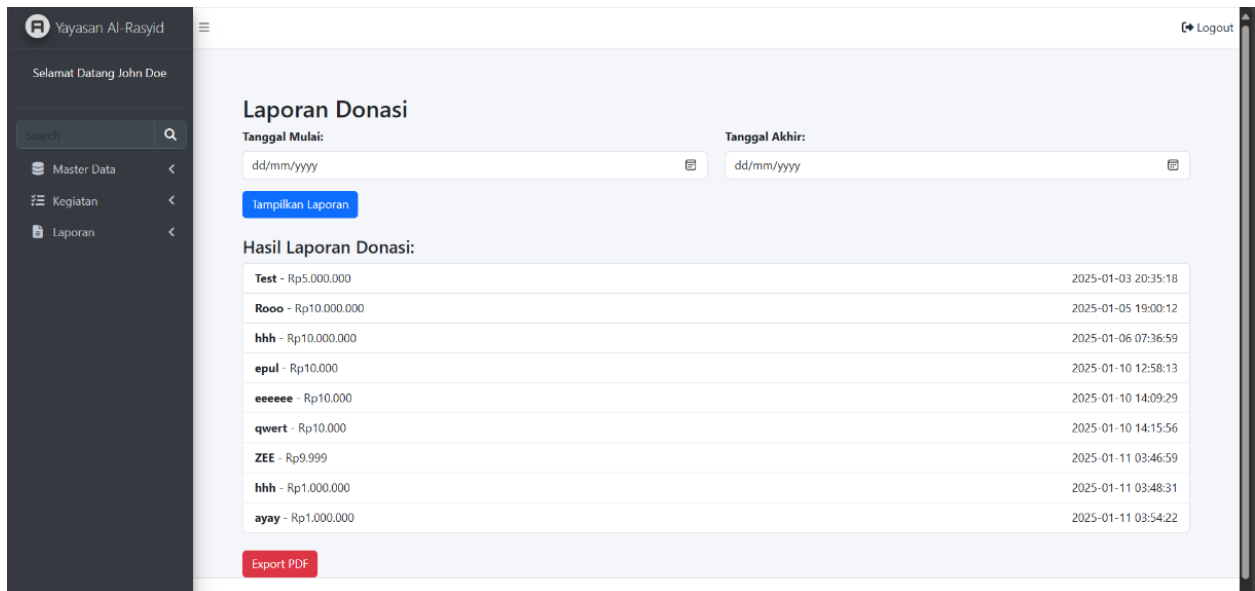 Yayasan Al-Rasyid
Logout
Selamat Datang John Doe
Search
Master Data
Kegiatan
Laporan
Laporan Donasi
Tanggal Mulai: Tanggal Akhir:
dd/mm/yyyy dd/mm/yyyy
Tampilkan Laporan
Hasil Laporan Donasi:
Test - Rp5.000.000 2025-01-03 20:35:18
Rooo - Rp10.000.000 2025-01-05 19:00:12
hhh - Rp10.000.000 2025-01-06 07:36:59
epul - Rp10.000 2025-01-10 12:58:13
eeeeee - Rp10.000 2025-01-10 14:09:29
qwert - Rp10.000 2025-01-10 14:15:56
ZEE - Rp9.999 2025-01-11 03:46:59
hhh - Rp1.000.000 2025-01-11 03:48:31
ayay - Rp1.000.000 2025-01-11 03:54:22
Export PDF